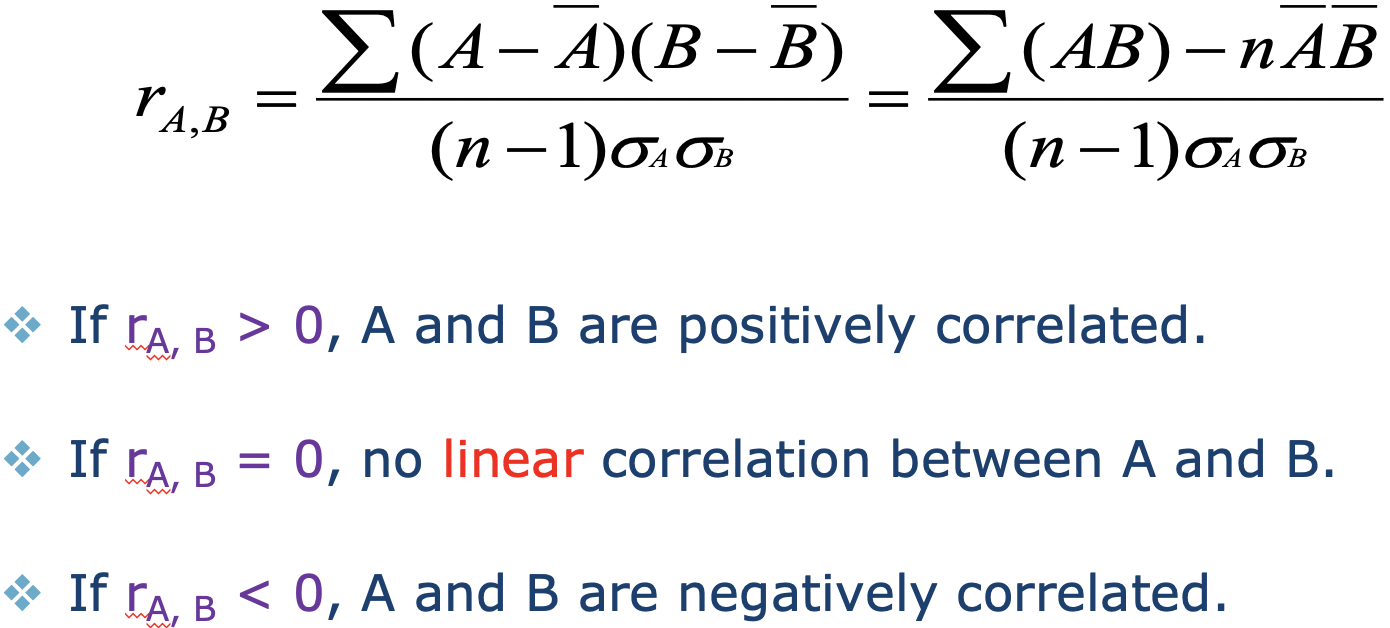 r_{A,B} = \frac{\sum (A - \overline{A})(B - \overline{B})}{(n-1)\sigma_A \sigma_B} = \frac{\sum (AB) - n\overline{A}\overline{B}}{(n-1)\sigma_A \sigma_B}
❖ If r_{A, B} > 0, A and B are positively correlated.
❖ If r_{A, B} = 0, no linear correlation between A and B.
❖ If r_{A, B} < 0, A and B are negatively correlated.